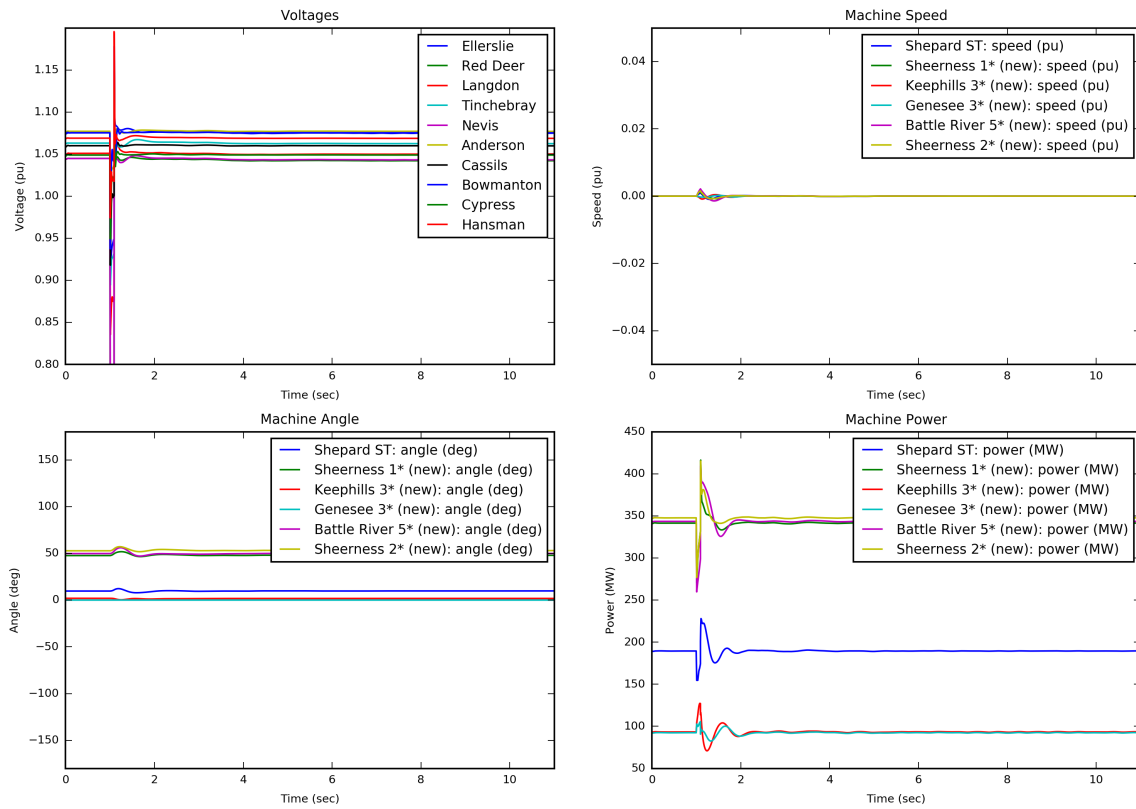 Voltages
1.15
1.10
1.05
1.00
0.95
0.90
0.85
0.80
Voltage (pu)
0 2 4 6 8 10
Time (sec)
Ellerslie
Red Deer
Langdon
Tinchebray
Nevis
Anderson
Cassils
Bowmanton
Cypress
Hansman
Machine Speed
0.04
0.02
0.00
−0.02
−0.04
Speed (pu)
0 2 4 6 8 10
Time (sec)
Shepard ST: speed (pu)
Sheerness 1* (new): speed (pu)
Keephills 3* (new): speed (pu)
Genesee 3* (new): speed (pu)
Battle River 5* (new): speed (pu)
Sheerness 2* (new): speed (pu)
Machine Angle
150
100
50
0
−50
−100
−150
Angle (deg)
0 2 4 6 8 10
Time (sec)
Shepard ST: angle (deg)
Sheerness 1* (new): angle (deg)
Keephills 3* (new): angle (deg)
Genesee 3* (new): angle (deg)
Battle River 5* (new): angle (deg)
Sheerness 2* (new): angle (deg)
Machine Power
450
400
350
300
250
200
150
100
50
Power (MW)
0 2 4 6 8 10
Time (sec)
Shepard ST: power (MW)
Sheerness 1* (new): power (MW)
Keephills 3* (new): power (MW)
Genesee 3* (new): power (MW)
Battle River 5* (new): power (MW)
Sheerness 2* (new): power (MW)